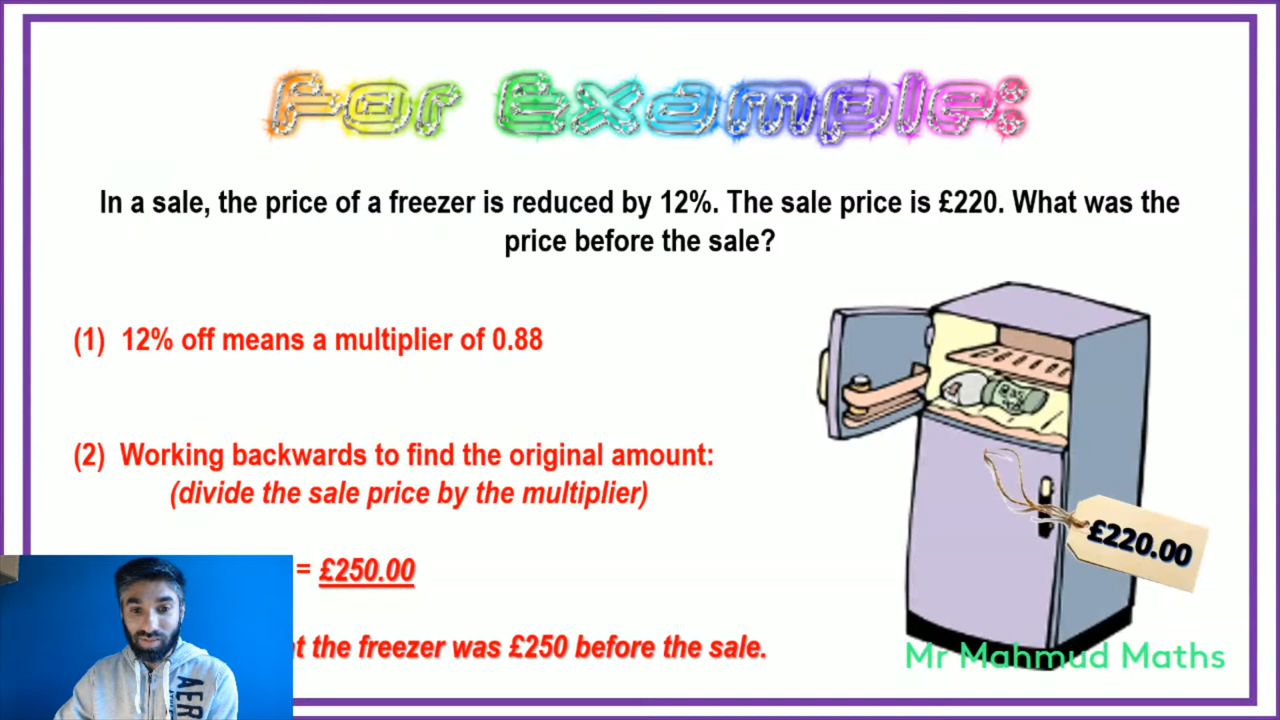 For Example:
In a sale, the price of a freezer is reduced by 12%. The sale price is £220. What was the
price before the sale?
(1) 12% off means a multiplier of 0.88
(2) Working backwards to find the original amount:
(divide the sale price by the multiplier)
£220.00
= £250.00
the freezer was £250 before the sale.
Mr Mahmud Maths
AER